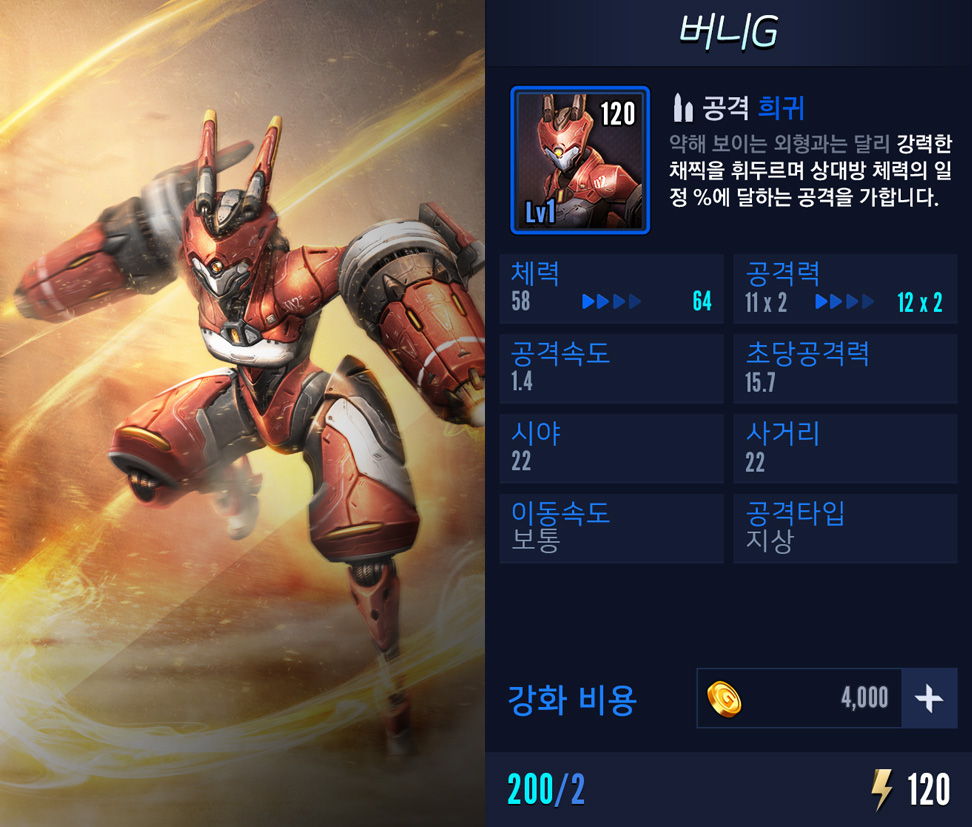 버니G
120
Lv1
02
공격 희귀
약해 보이는 외형과는 달리 강력한
채찍을 휘두르며 상대방 체력의 일
정 %에 달하는 공격을 가합니다.
체력
58 64
공격력
11 x 2 12 x 2
공격속도
1.4
초당공격력
15.7
시야
22
사거리
22
이동속도
보통
공격타입
지상
강화 비용 4,000 +
200/2 120